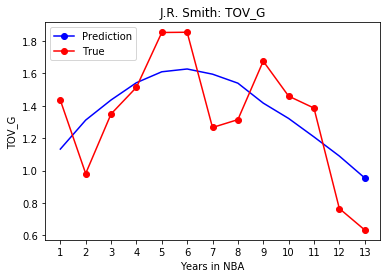 J.R. Smith: TOV_G
Prediction
True
1.8
1.6
1.4
1.2
1.0
0.8
0.6
TOV_G
1 2 3 4 5 6 7 8 9 10 11 12 13
Years in NBA